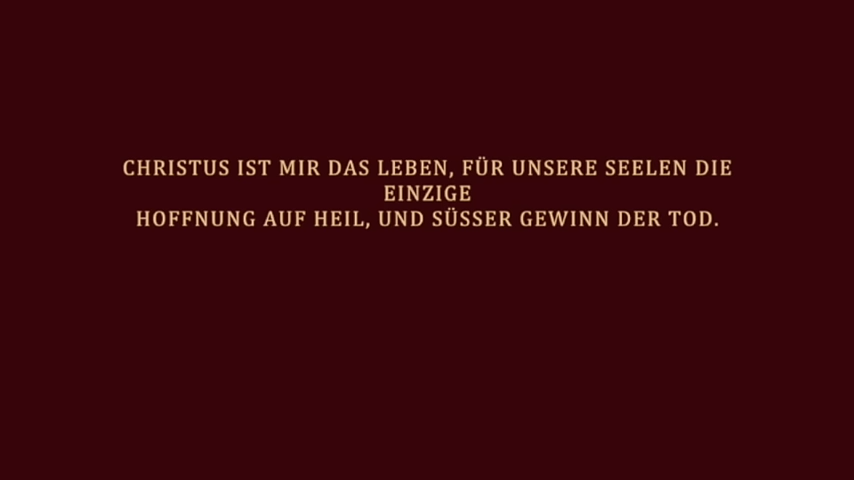 CHRISTUS IST MIR DAS LEBEN, FÜR UNSERE SEELEN DIE
EINZIGE
HOFFNUNG AUF HEIL, UND SÜSSER GEWINN DER TOD.